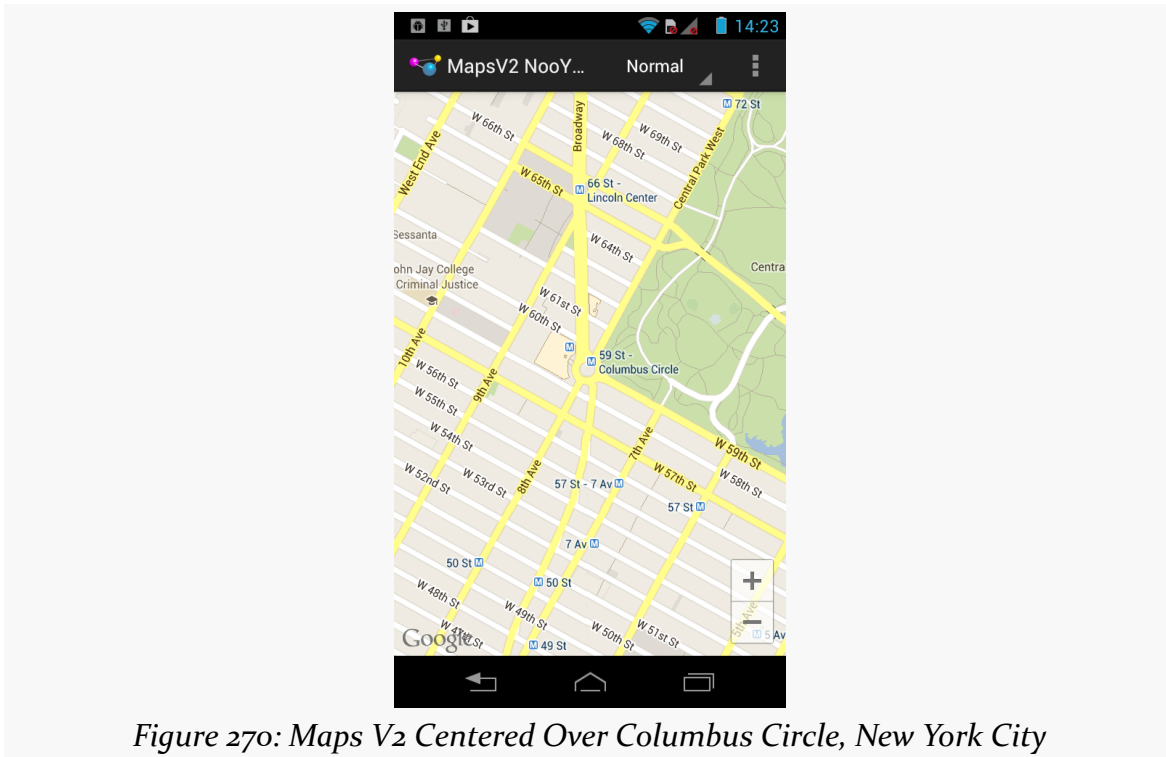 14:23
MapsV2 NooY... Normal
72 St
W 66th St
Broadway
W 69th St
W 68th St
West End Ave
Central Park West
W 65th St
66 St -
Lincoln Center
Sessanta
W 64th St
Centra
ohn Jay College
Criminal Justice
W 61st St
W 60th St
10th Ave
59 St -
Columbus Circle
W 56th St
9th Ave
W 55th St
W 54th St
7th Ave
W 59th St
W 52nd St
W 53rd St
8th Ave
57 St - 7 Av
W 57th St
W 58th St
57 St
7 Av
50 St
50 St
W 48th St
W 49th St
5th Ave
W 47th St
Google
W 50th St
W 51st St
5 Av
49 St
Figure 270: Maps V2 Centered Over Columbus Circle, New York City